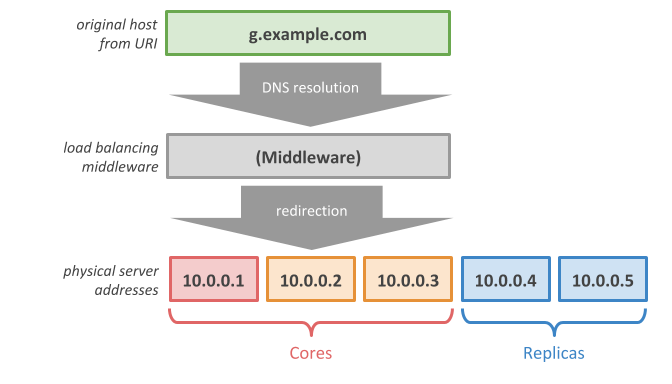 original host
from URI
g.example.com
DNS resolution
load balancing
middleware
(Middleware)
redirection
physical server
addresses
10.0.0.1
10.0.0.2
10.0.0.3
10.0.0.4
10.0.0.5
Cores
Replicas